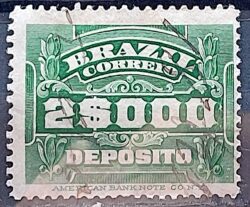 BRAZIL
CORREIO
2$000
DEPOSITO
AMERICAN BANK NOTE CO. N.Y.